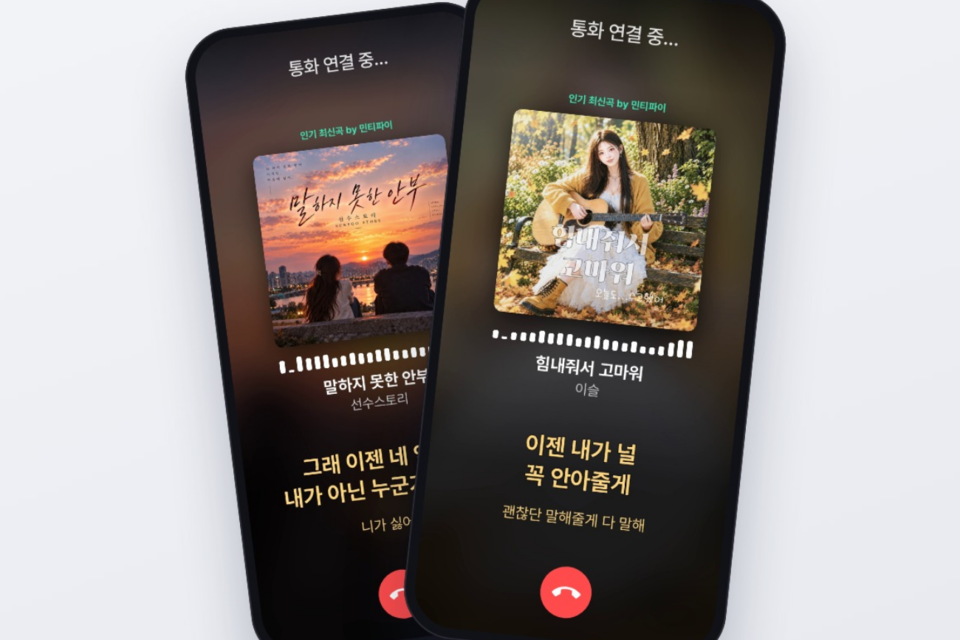 통화 연결 중...
인기 최신곡 by 민티파이
말하지 못한 안부
선수스토리
말하지 못한 안부
선수스토리
그래 이젠 네
내가 아닌 누군가
니가 싫어
통화 연결 중...
인기 최신곡 by 민티파이
힘내줘서
고마워
힘내줘서 고마워
이슬
이젠 내가 널
꼭 안아줄게
괜찮단 말해줄게 다 말해